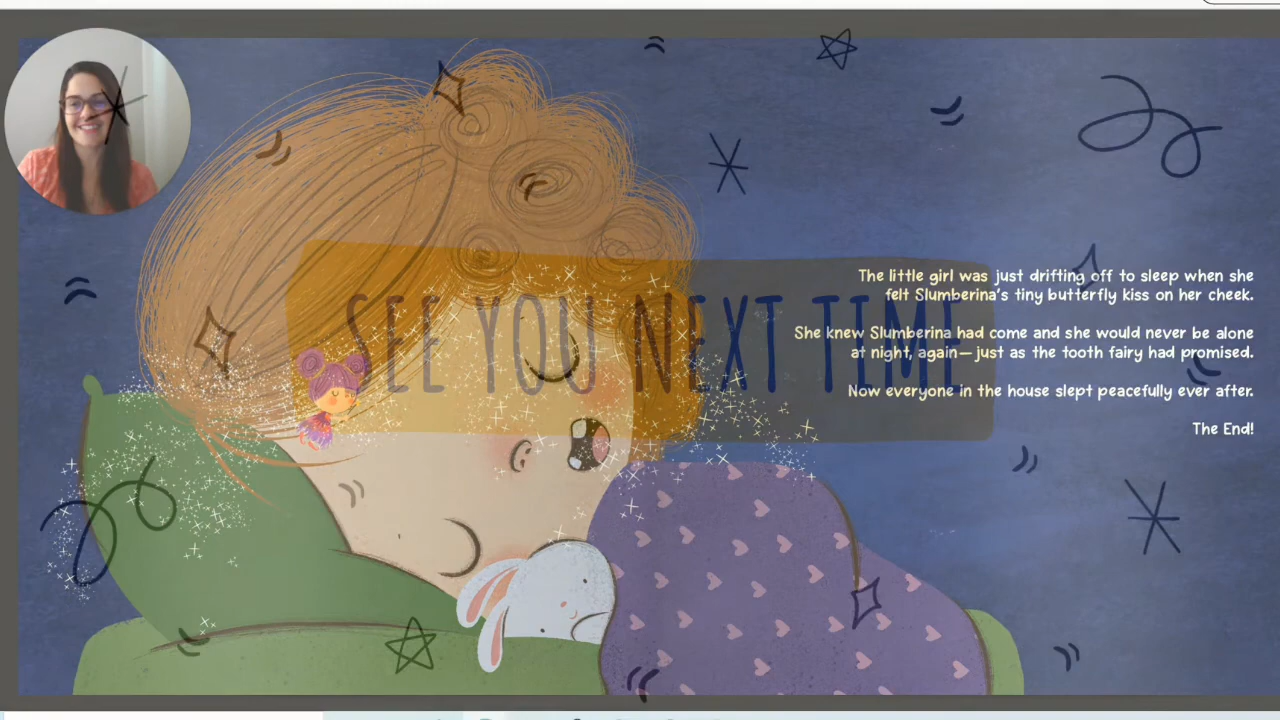 SEE YOU NEXT TIME
The little girl was just drifting off to sleep when she
felt Slumberina's tiny butterfly kiss on her cheek.
She knew Slumberina had come and she would never be alone
at night, again—just as the tooth fairy had promised.
Now everyone in the house slept peacefully ever after.
The End!